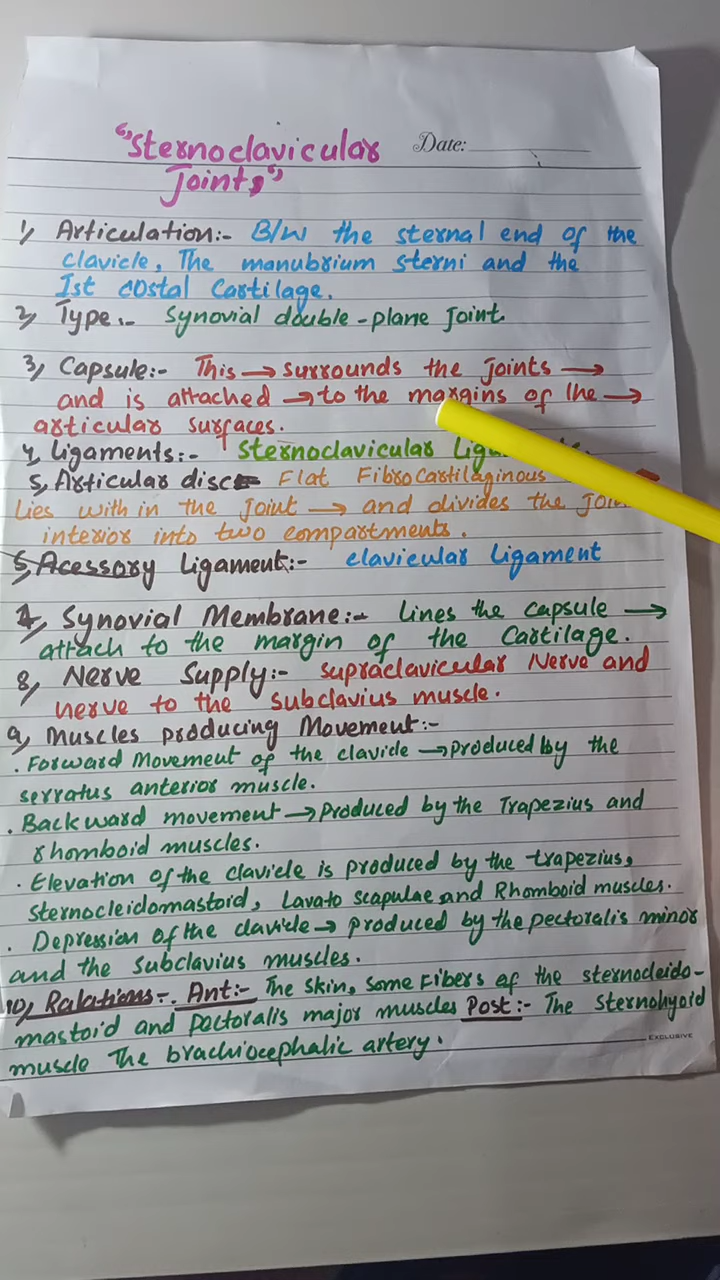 "Sternoclavicular
Joints"
Date:
1) Articulation:- B/W the sternal end of the
clavicle, The manubrium sterni and the
Ist costal Cartilage.
2) Type:- Synovial double-plane Joint.
3) Capsule:- This → surrounds the joints →
and is attached → to the margins of the →
articular surfaces.
4) Ligaments:- Sternoclavicular
5) Articular disc Flat Fibrocartilaginous
Lies with in the joint → and divides the
interior into two compartments.
5) Acessory Ligament:- clavicular Ligament
7) Synovial Membrane:- Lines the capsule →
attach to the margin of the Cartilage.
8) Nerve Supply:- supraclavicular Nerve and
nerve to the Subclavius muscle.
9) Muscles producing Movement:-
. Forward Movement of the clavicle → produced by the
serratus anterior muscle.
. Backward movement → Produced by the Trapezius and
rhomboid muscles.
. Elevation of the clavicle is produced by the trapezius,
Sternocleidomastoid, Lavato scapulae and Rhomboid muscles.
. Depression of the clavicle → produced by the pectoralis minor
and the Subclavius muscles.
10) Ralations:-. Ant:- The skin, some Fibers of the sternocleido-
mastoid and Pectoralis major muscles Post:- The Sternohyoid
muscle The brachiocephalic artery.
EXCLUSIVE